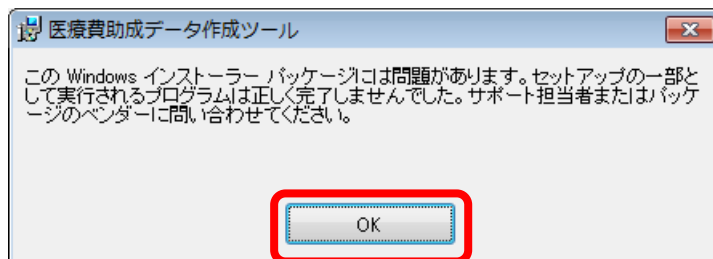 医療費助成データ作成ツール
この Windows インストーラー パッケージには問題があります。セットアップの一部と
して実行されるプログラムは正しく完了しませんでした。サポート担当者またはパッケ
ージのベンダーに問い合わせてください。
OK